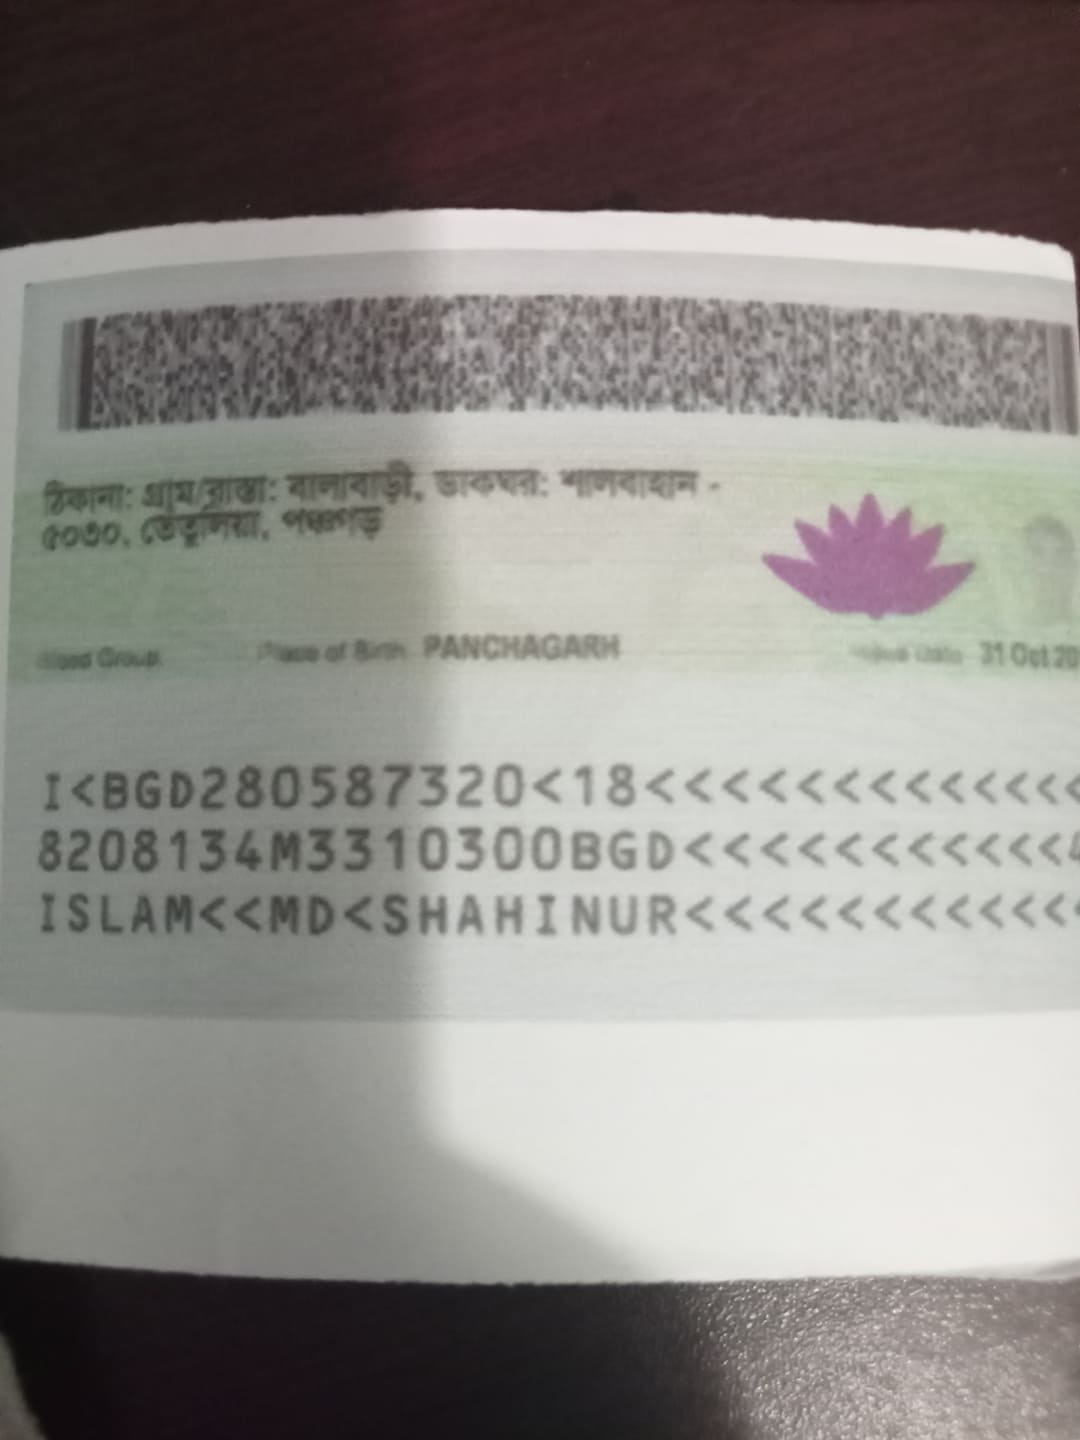 ঠিকানা: গ্রাম/রাস্তা: বালাবাড়ী, ডাকঘর: শালবাহান -
৫০৩০, তেতুলিয়া, পঞ্চগড়
Blood Group: Place of Birth: PANCHAGARH Issue Date 31 Oct 20
I<BGD280587320<18<<<<<<<<<<<<<
8208134M3310300BGD<<<<<<<<<<<4
ISLAM<<MD<SHAHINUR<<<<<<<<<<<<